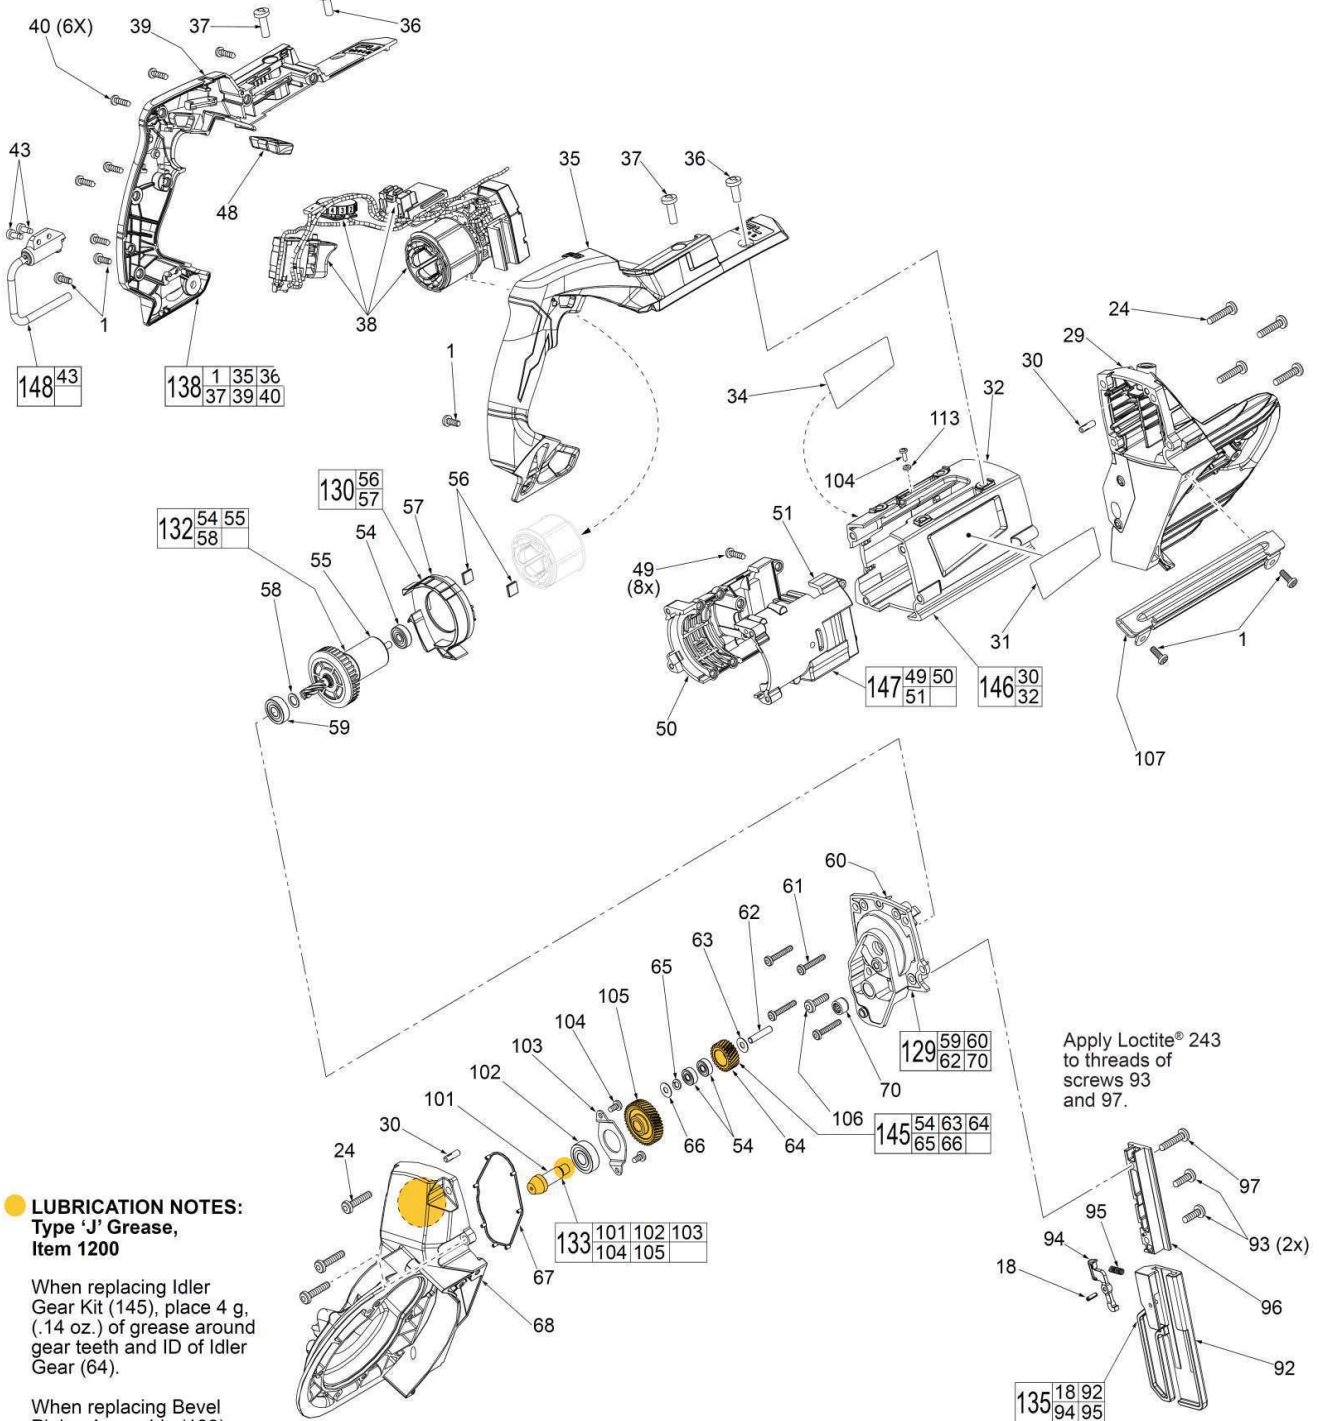 40 (6X)
39
37
36
43
48
1
38
35
37
36
148 43
138 1 35 36
37 39 40
1
34
24
29
30
32
113
104
130 56
57
57
56
132 54 55
58
54
55
58
59
49
(8x)
51
50
31
1
147 49 50
51
146 30
32
107
60
61
62
63
65
105
104
103
102
101
30
24
129 59 60
62 70
70
106
145 54 63 64
65 66
66
54
64
133 101 102 103
104 105
67
68
Apply Loctite® 243
to threads of
screws 93
and 97.
97
95
94
93 (2x)
18
96
92
135 18 92
94 95
LUBRICATION NOTES:
Type ‘J’ Grease,
Item 1200
When replacing Idler
Gear Kit (145), place 4 g,
(.14 oz.) of grease around
gear teeth and ID of Idler
Gear (64).
When replacing Bevel